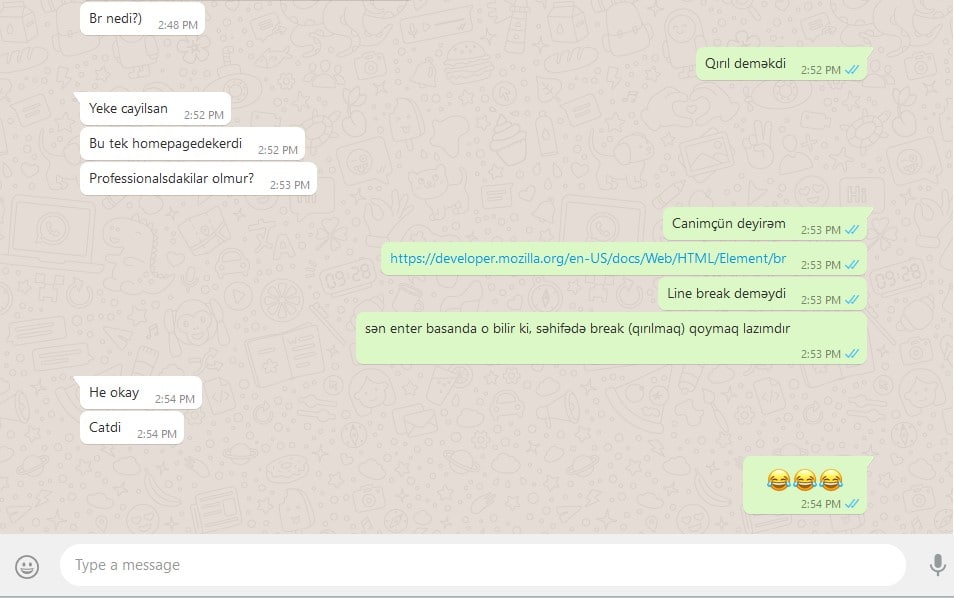 Br nedi?) 2:48 PM
Qırıl deməkdi 2:52 PM
Yeke cayilsan 2:52 PM
Bu tek homepagedekerdi 2:52 PM
Professionalsdakilar olmur? 2:53 PM
Canimçün deyirəm 2:53 PM
https://developer.mozilla.org/en-US/docs/Web/HTML/Element/br 2:53 PM
Line break deməydi 2:53 PM
sən enter basanda o bilir ki, səhifədə break (qırılmaq) qoymaq lazımdır
2:53 PM
He okay 2:54 PM
Catdi 2:54 PM
😂😂😂
2:54 PM
Type a message